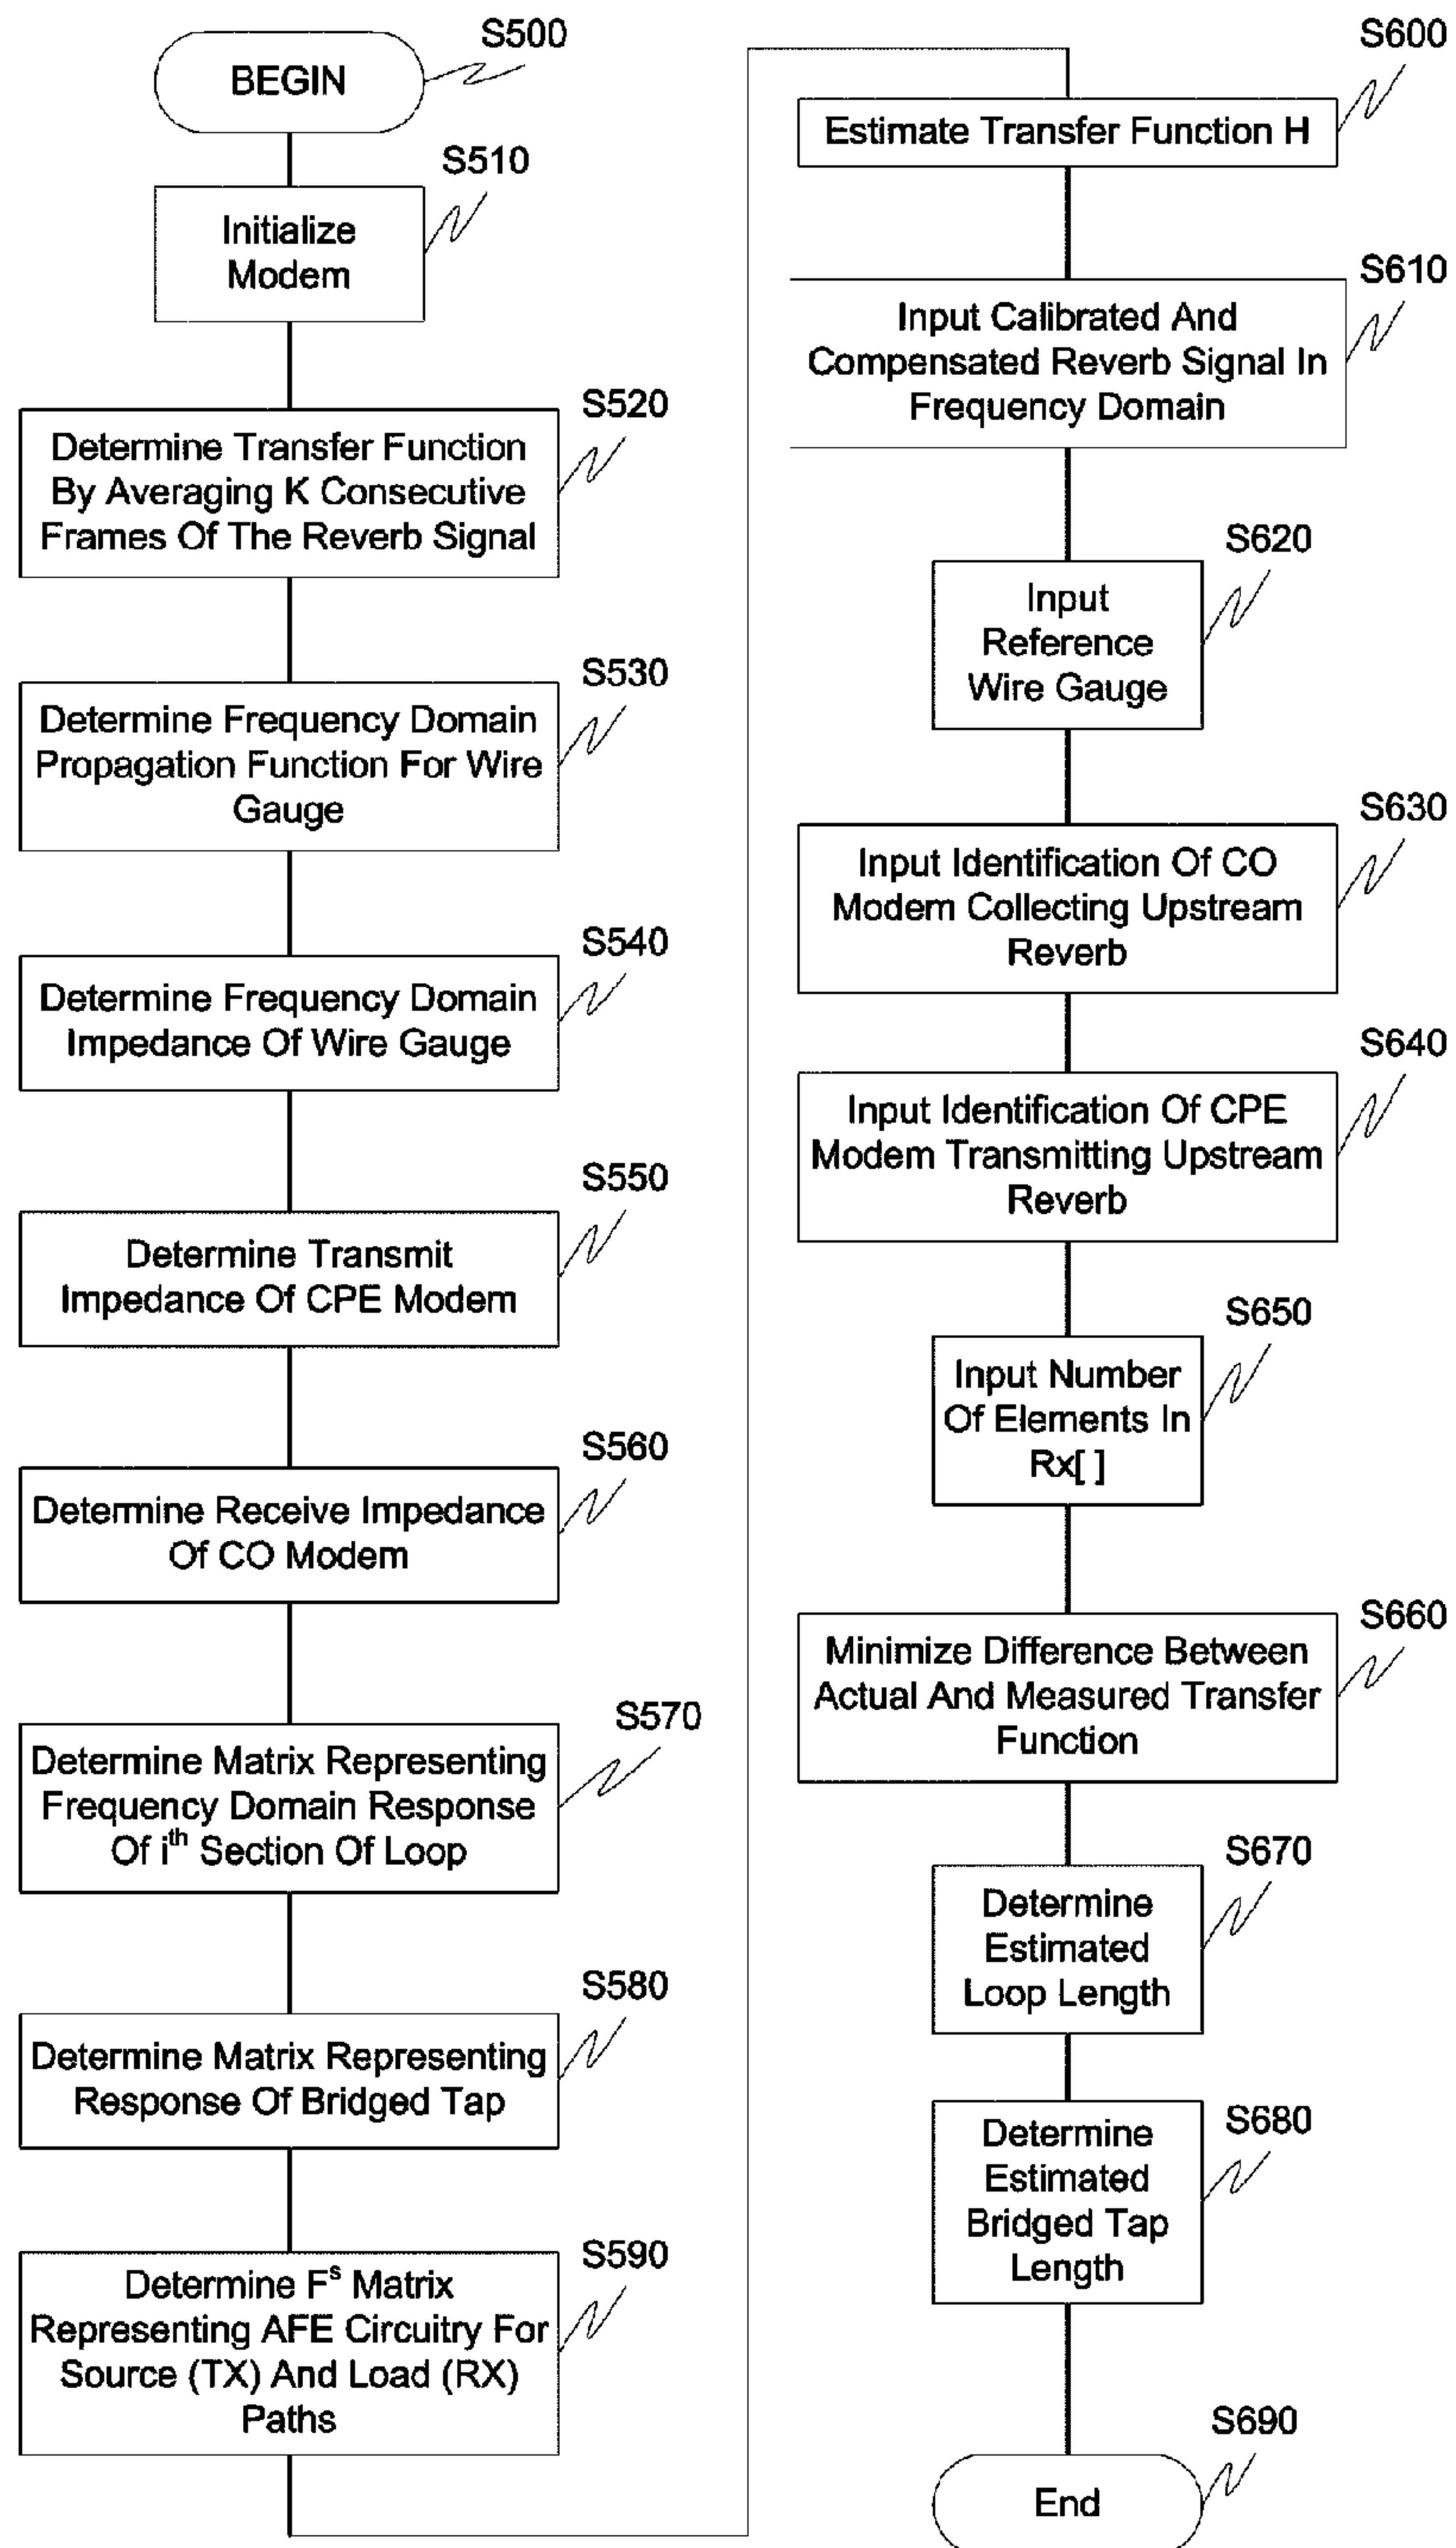 BEGIN
S500
Initialize
Modem
S510
Determine Transfer Function
By Averaging K Consecutive
Frames Of The Reverb Signal
S520
Determine Frequency Domain
Propagation Function For Wire
Gauge
S530
Determine Frequency Domain
Impedance Of Wire Gauge
S540
Determine Transmit
Impedance Of CPE Modem
S550
Determine Receive Impedance
Of CO Modem
S560
Determine Matrix Representing
Frequency Domain Response
Of ith Section Of Loop
S570
Determine Matrix Representing
Response Of Bridged Tap
S580
Determine Fs Matrix
Representing AFE Circuitry For
Source (TX) And Load (RX)
Paths
S590
Estimate Transfer Function H
S600
Input Calibrated And
Compensated Reverb Signal In
Frequency Domain
S610
Input
Reference
Wire Gauge
S620
Input Identification Of CO
Modem Collecting Upstream
Reverb
S630
Input Identification Of CPE
Modem Transmitting Upstream
Reverb
S640
Input Number
Of Elements In
Rx[ ]
S650
Minimize Difference Between
Actual And Measured Transfer
Function
S660
Determine
Estimated
Loop Length
S670
Determine
Estimated
Bridged Tap
Length
S680
End
S690